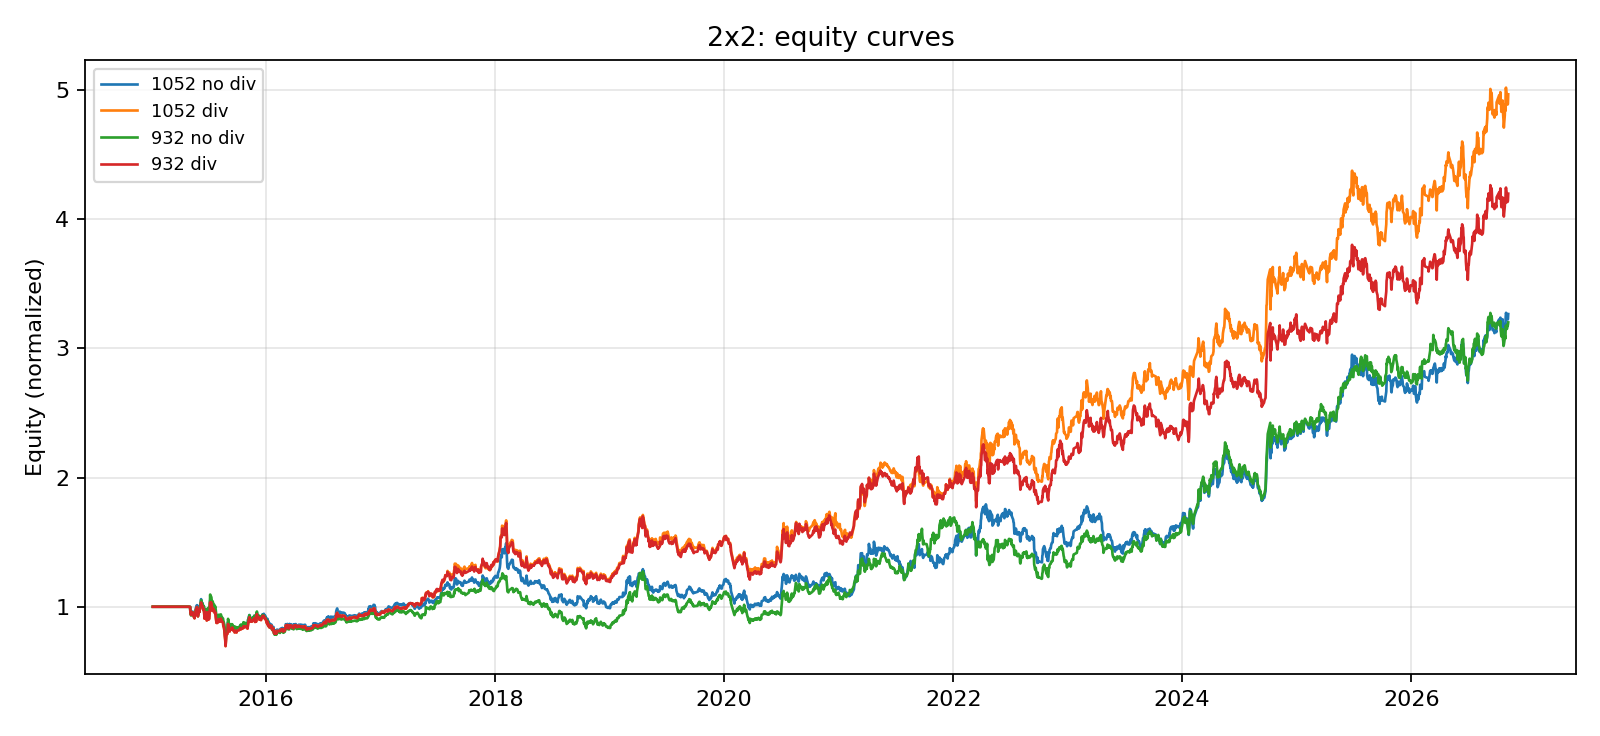 2x2: equity curves
1052 no div
1052 div
932 no div
932 div
Equity (normalized)
5
4
3
2
1
2016 2018 2020 2022 2024 2026